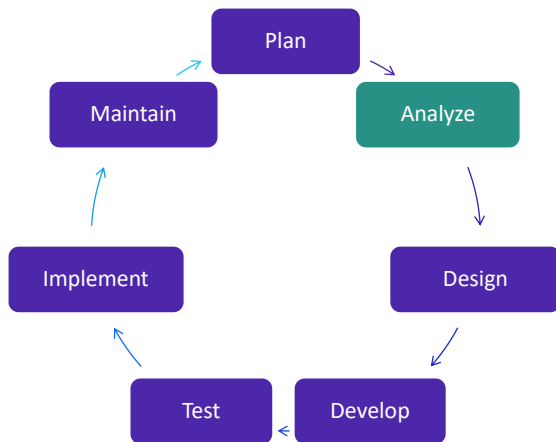 Plan
Analyze
Design
Develop
Test
Implement
Maintain